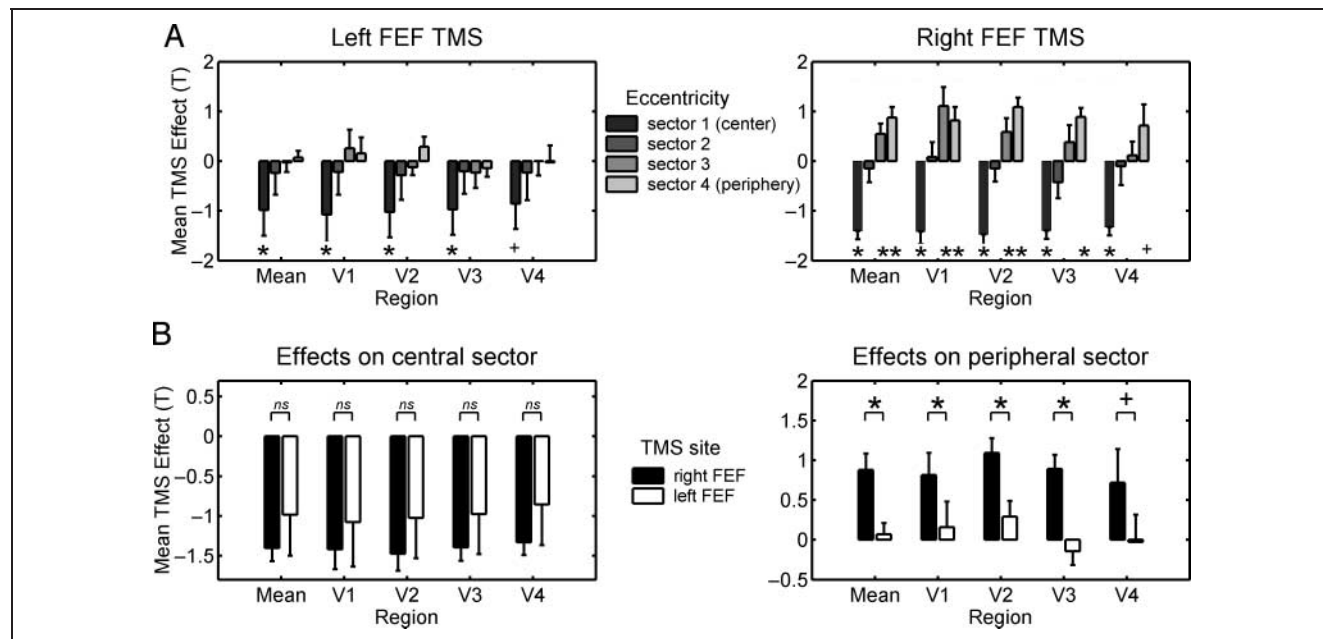 A
Left FEF TMS
Right FEF TMS
Mean TMS Effect (T)
2
1
0
−1
−2
* * * * +
Mean V1 V2 V3 V4
Region
Eccentricity
sector 1 (center)
sector 2
sector 3
sector 4 (periphery)
2
1
0
−1
−2
* ** * ** * ** * * * +
Mean V1 V2 V3 V4
Region
B
Effects on central sector
Effects on peripheral sector
Mean TMS Effect (T)
0.5
0
−0.5
−1
−1.5
ns ns ns ns ns
Mean V1 V2 V3 V4
Region
TMS site
right FEF
left FEF
2
1.5
1
0.5
0
−0.5
* * * * +
Mean V1 V2 V3 V4
Region